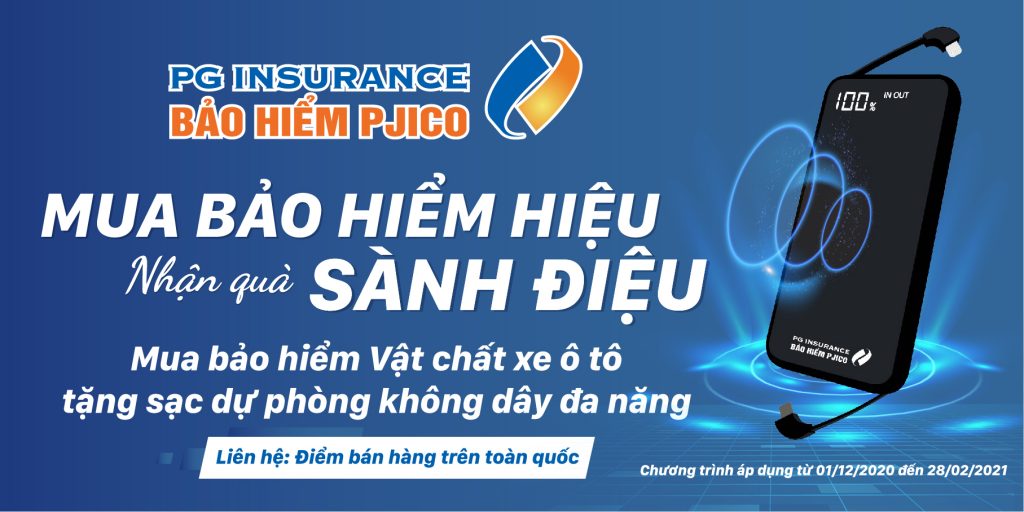 PG INSURANCE
BẢO HIỂM PJICO
MUA BẢO HIỂM HIỆU
Nhận quà SÀNH ĐIỆU
Mua bảo hiểm Vật chất xe ô tô
tặng sạc dự phòng không dây đa năng
Liên hệ: Điểm bán hàng trên toàn quốc
100% IN OUT
PG INSURANCE
BẢO HIỂM PJICO
Chương trình áp dụng từ 01/12/2020 đến 28/02/2021